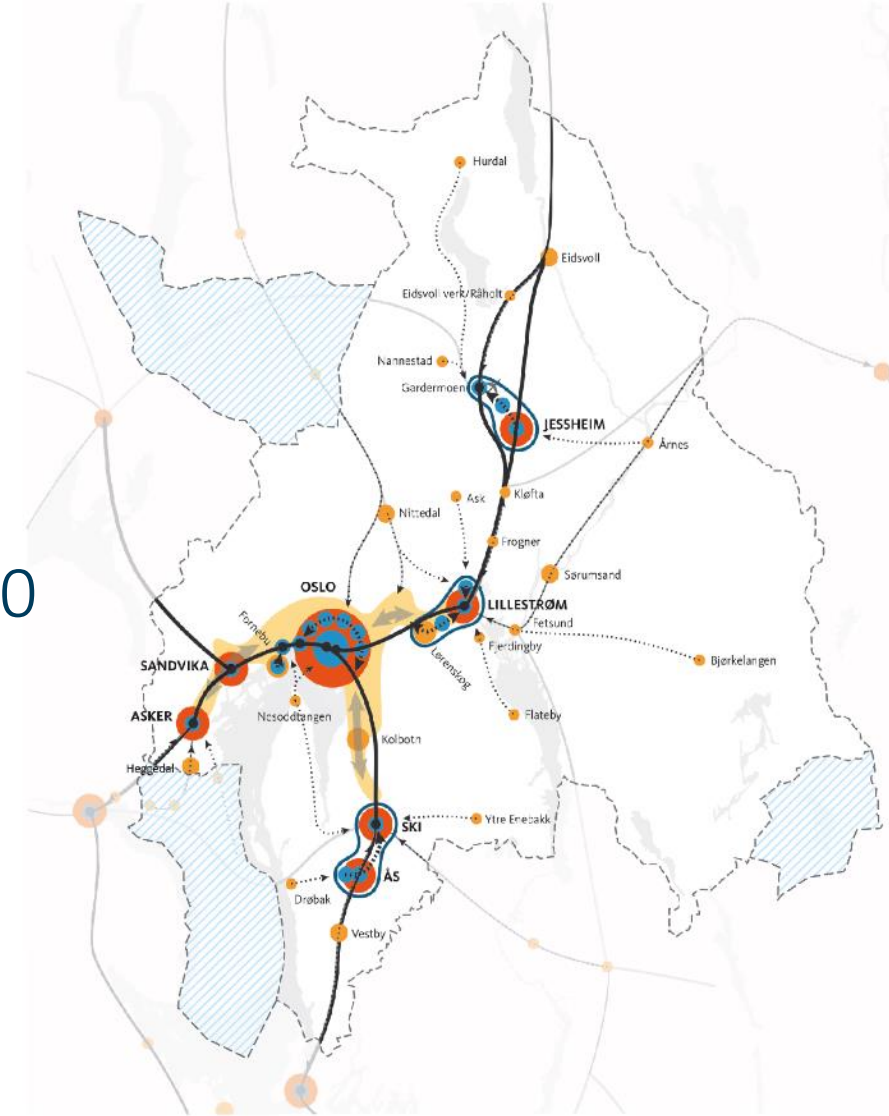 Hurdal
Eidsvoll
Eidsvoll verk/Råholt
Nannestad
Gardermoen
JESSHEIM
Årnes
Ask
Kløfta
Nittedal
Frogner
Sørumsand
OSLO
LILLESTRØM
0
Fornebu
Fetsund
Fjerdingby
Lørenskog
SANDVIKA
Bjørkelangen
ASKER
Nesoddtangen
Flateby
Kolbotn
Heggedal
Ytre Enebakk
SKI
ÅS
Drøbak
Vestby